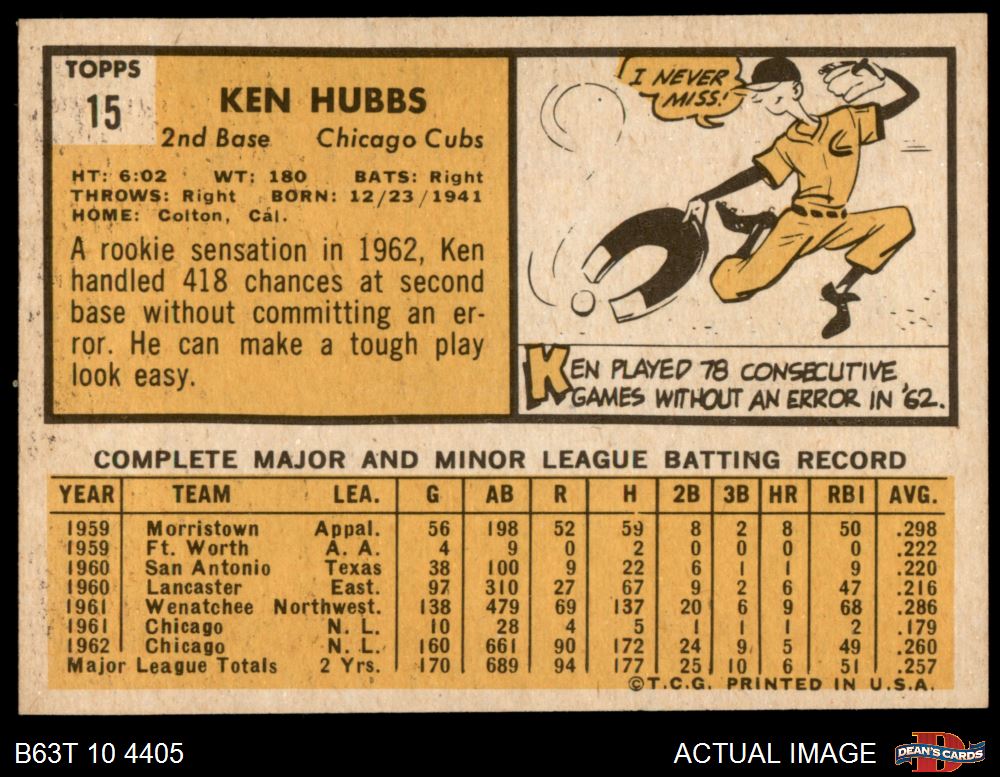 TOPPS
15
KEN HUBBS
2nd Base Chicago Cubs
HT: 6:02 WT: 180 BATS: Right
THROWS: Right BORN: 12/23/1941
HOME: Colton, Cal.
A rookie sensation in 1962, Ken
handled 418 chances at second
base without committing an er-
ror. He can make a tough play
look easy.
I NEVER
MISS!
C
KEN PLAYED 78 CONSECUTIVE
GAMES WITHOUT AN ERROR IN '62.
COMPLETE MAJOR AND MINOR LEAGUE BATTING RECORD
YEAR TEAM LEA. G AB R H 2B 3B HR RBI AVG.
1959 Morristown Appal. 56 198 52 59 8 2 8 50 .298
1959 Ft. Worth A. A. 4 9 0 2 0 0 0 0 .222
1960 San Antonio Texas 38 100 9 22 6 1 1 9 .220
1960 Lancaster East. 97 310 27 67 9 2 6 47 .216
1961 Wenatchee Northwest. 138 479 69 137 20 6 9 68 .286
1961 Chicago N. L. 10 28 4 5 1 1 1 2 .179
1962 Chicago N. L. 160 661 90 172 24 9 5 49 .260
Major League Totals 2 Yrs. 170 689 94 177 25 10 6 51 .257
©T.C.G. PRINTED IN U.S.A.
B63T 10 4405
ACTUAL IMAGE
D
DEAN'S CARDS